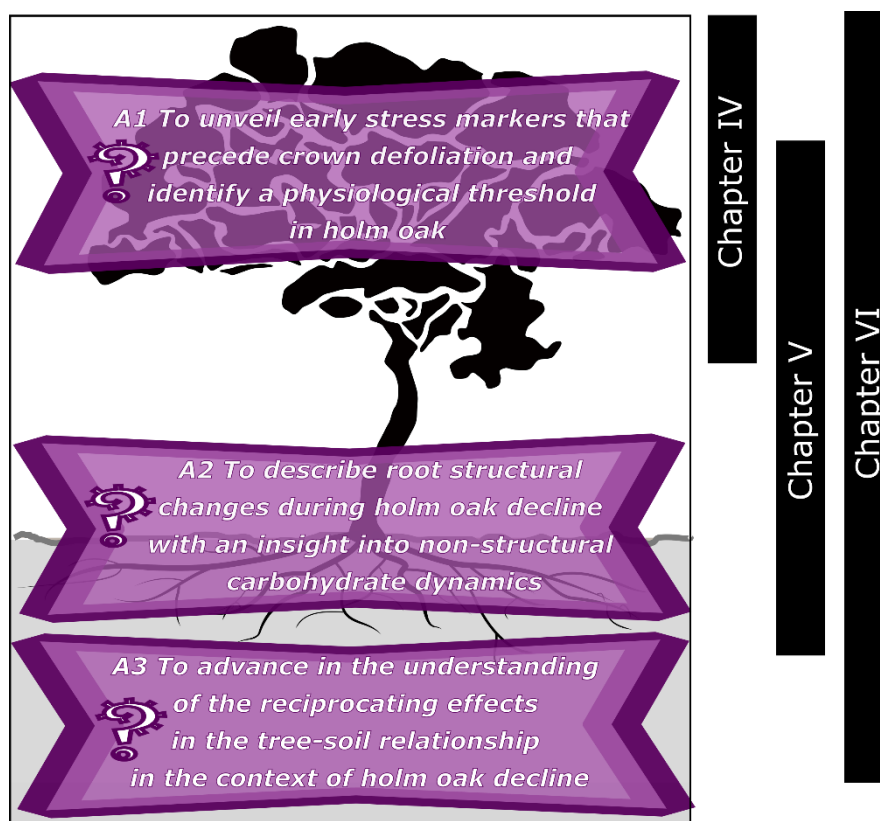 A1 To unveil early stress markers that
precede crown defoliation and
identify a physiological threshold
in holm oak
A2 To describe root structural
changes during holm oak decline
with an insight into non-structural
carbohydrate dynamics
A3 To advance in the understanding
of the reciprocating effects
in the tree-soil relationship
in the context of holm oak decline
Chapter IV
Chapter V
Chapter VI